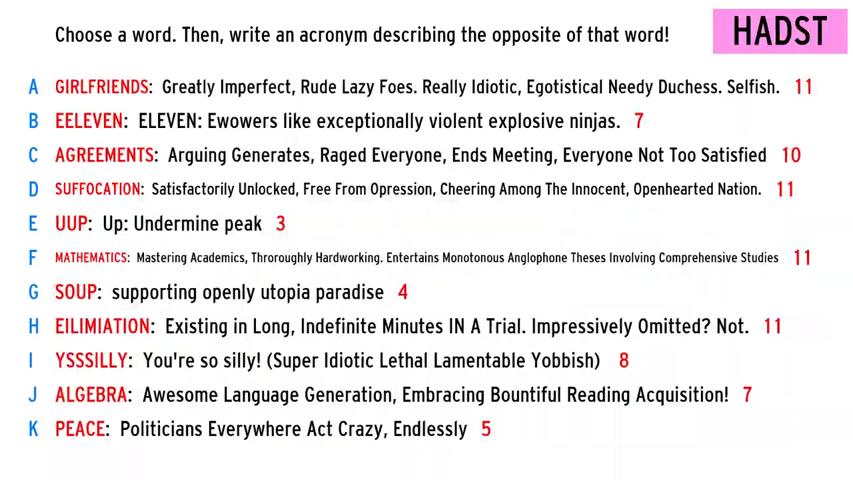 Choose a word. Then, write an acronym describing the opposite of that word!
HADST
A GIRLFRIENDS: Greatly Imperfect, Rude Lazy Foes. Really Idiotic, Egotistical Needy Duchess. Selfish. 11
B EELEVEN: ELEVEN: Ewowers like exceptionally violent explosive ninjas. 7
C AGREEMENTS: Arguing Generates, Raged Everyone, Ends Meeting, Everyone Not Too Satisfied 10
D SUFFOCATION: Satisfactorily Unlocked, Free From Opression, Cheering Among The Innocent, Openhearted Nation. 11
E UUP: Up: Undermine peak 3
F MATHEMATICS: Mastering Academics, Throroughly Hardworking. Entertains Monotonous Anglophone Theses Involving Comprehensive Studies 11
G SOUP: supporting openly utopia paradise 4
H EILIMIATION: Existing in Long, Indefinite Minutes IN A Trial. Impressively Omitted? Not. 11
I YSSSILLY: You're so silly! (Super Idiotic Lethal Lamentable Yobbish) 8
J ALGEBRA: Awesome Language Generation, Embracing Bountiful Reading Acquisition! 7
K PEACE: Politicians Everywhere Act Crazy, Endlessly 5